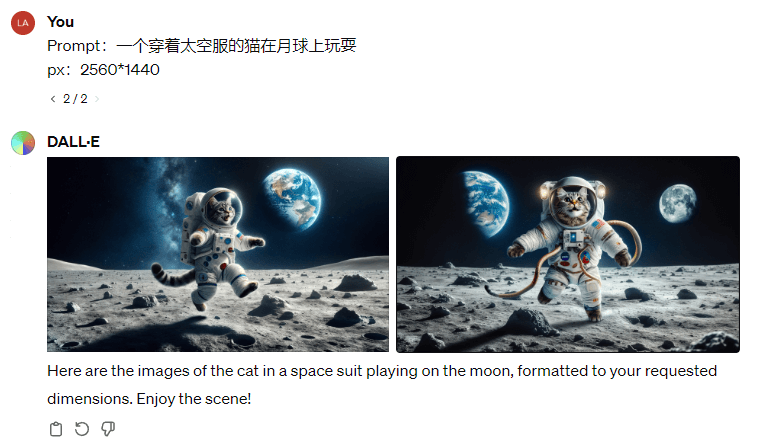 LA
You
Prompt：一个穿着太空服的猫在月球上玩耍
px：2560*1440
2 / 2
DALL·E
Here are the images of the cat in a space suit playing on the moon, formatted to your requested
dimensions. Enjoy the scene!